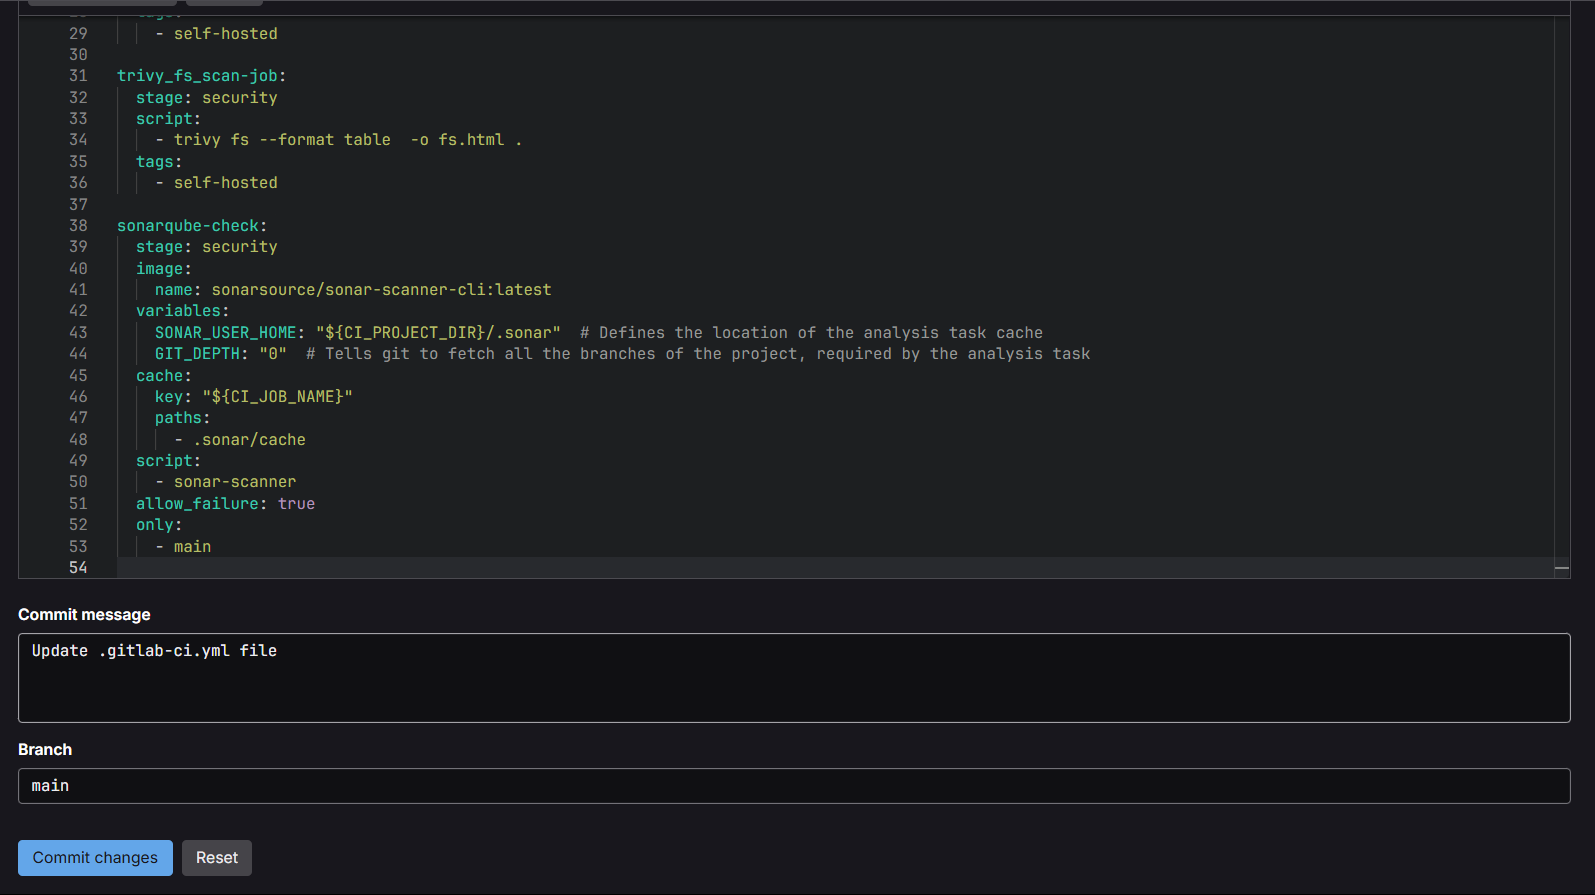 29 - self-hosted
30
31 trivy_fs_scan-job:
32 stage: security
33 script:
34 - trivy fs --format table  -o fs.html .
35 tags:
36 - self-hosted
37
38 sonarqube-check:
39 stage: security
40 image:
41 name: sonarsource/sonar-scanner-cli:latest
42 variables:
43 SONAR_USER_HOME: "${CI_PROJECT_DIR}/.sonar"  # Defines the location of the analysis task cache
44 GIT_DEPTH: "0"  # Tells git to fetch all the branches of the project, required by the analysis task
45 cache:
46 key: "${CI_JOB_NAME}"
47 paths:
48 - .sonar/cache
49 script:
50 - sonar-scanner
51 allow_failure: true
52 only:
53 - main
54
Commit message
Update .gitlab-ci.yml file
Branch
main
Commit changes
Reset